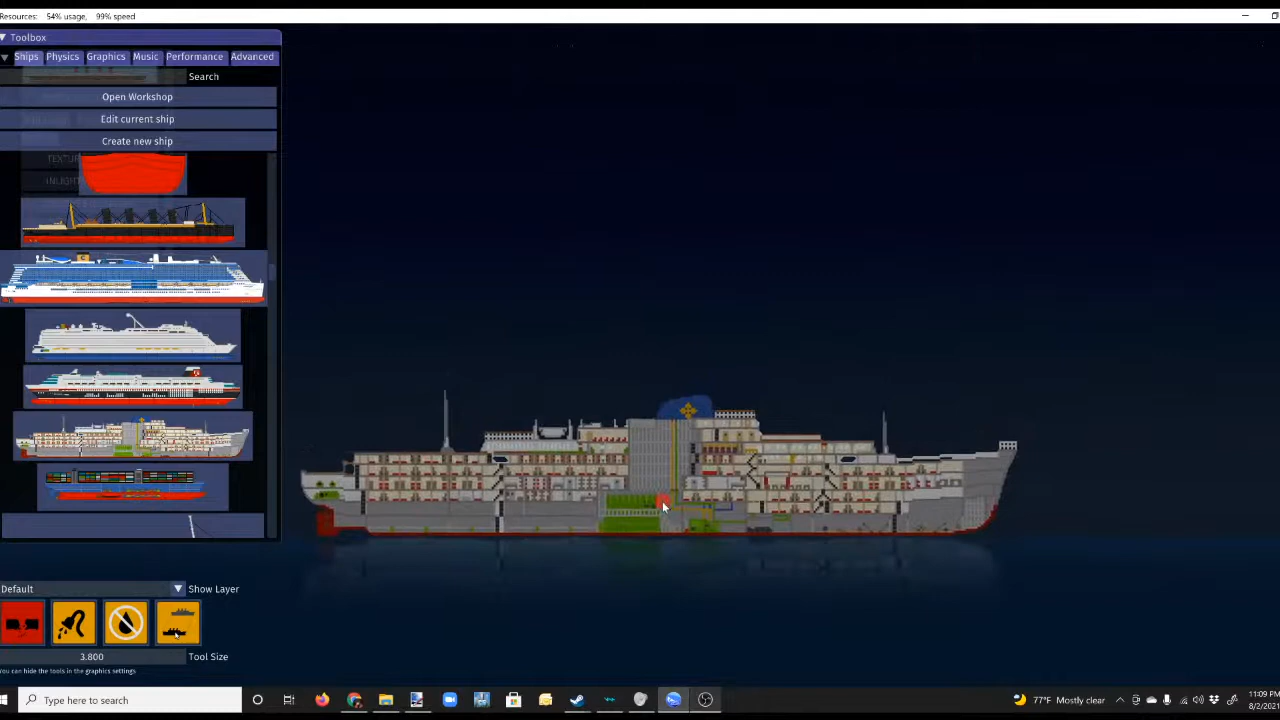 Resources: 54% usage, 99% speed
Toolbox
Ships Physics Graphics Music Performance Advanced
Search
Open Workshop
Edit current ship
Create new ship
Default
Show Layer
3.800
Tool Size
You can hide the tools in the graphics settings
Type here to search
77°F Mostly clear
11:09 PM
8/2/2021